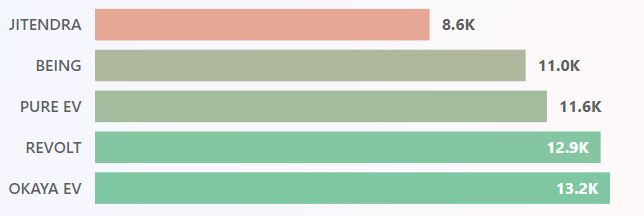 JITENDRA 8.6K
BEING 11.0K
PURE EV 11.6K
REVOLT 12.9K
OKAYA EV 13.2K